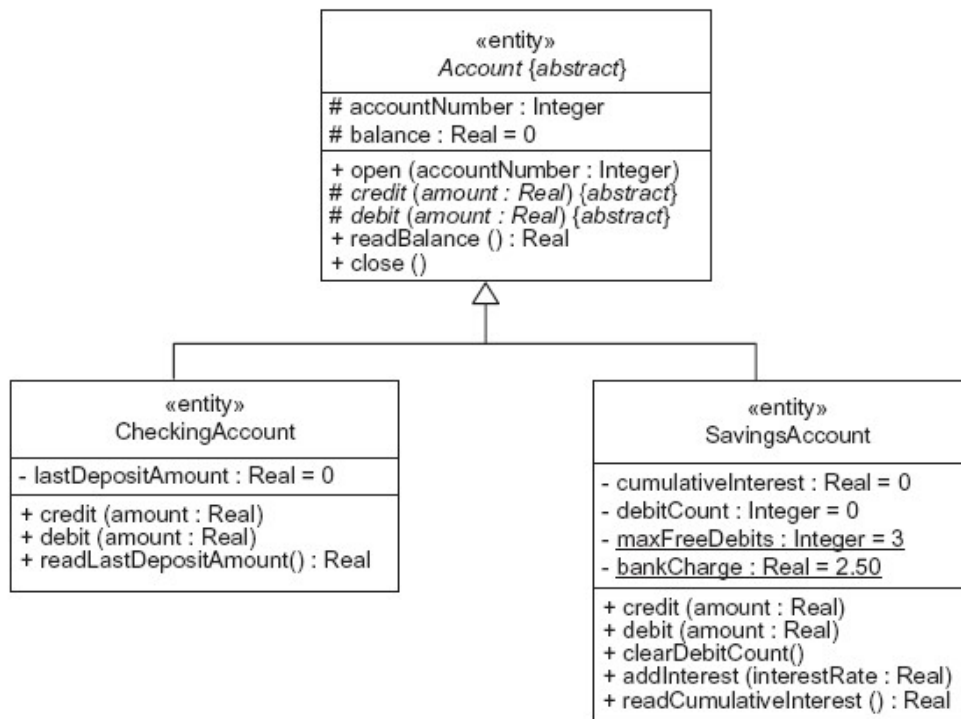 «entity»
Account {abstract}
# accountNumber : Integer
# balance : Real = 0
+ open (accountNumber : Integer)
# credit (amount : Real) {abstract}
# debit (amount : Real) {abstract}
+ readBalance () : Real
+ close ()
«entity»
CheckingAccount
- lastDepositAmount : Real = 0
+ credit (amount : Real)
+ debit (amount : Real)
+ readLastDepositAmount() : Real
«entity»
SavingsAccount
- cumulativeInterest : Real = 0
- debitCount : Integer = 0
- maxFreeDebits : Integer = 3
- bankCharge : Real = 2.50
+ credit (amount : Real)
+ debit (amount : Real)
+ clearDebitCount()
+ addInterest (interestRate : Real)
+ readCumulativeInterest () : Real